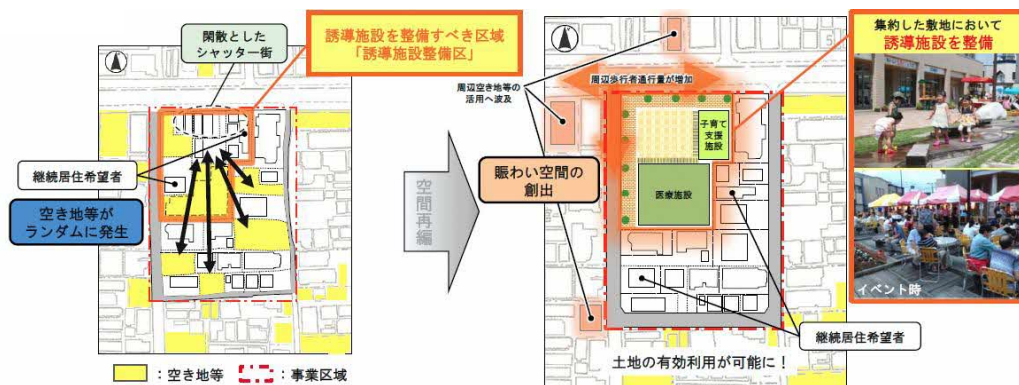 閑散とした
シャッター街
誘導施設を整備すべき区域
「誘導施設整備区」
継続居住希望者
空き地等が
ランダムに発生
：空き地等
：事業区域
空間再編
周辺歩行者通行量が増加
周辺空き地等の
活用へ波及
子育て
支援
施設
賑わい空間の
創出
医療施設
継続居住希望者
土地の有効利用が可能に！
集約した敷地において
誘導施設を整備
イベント時